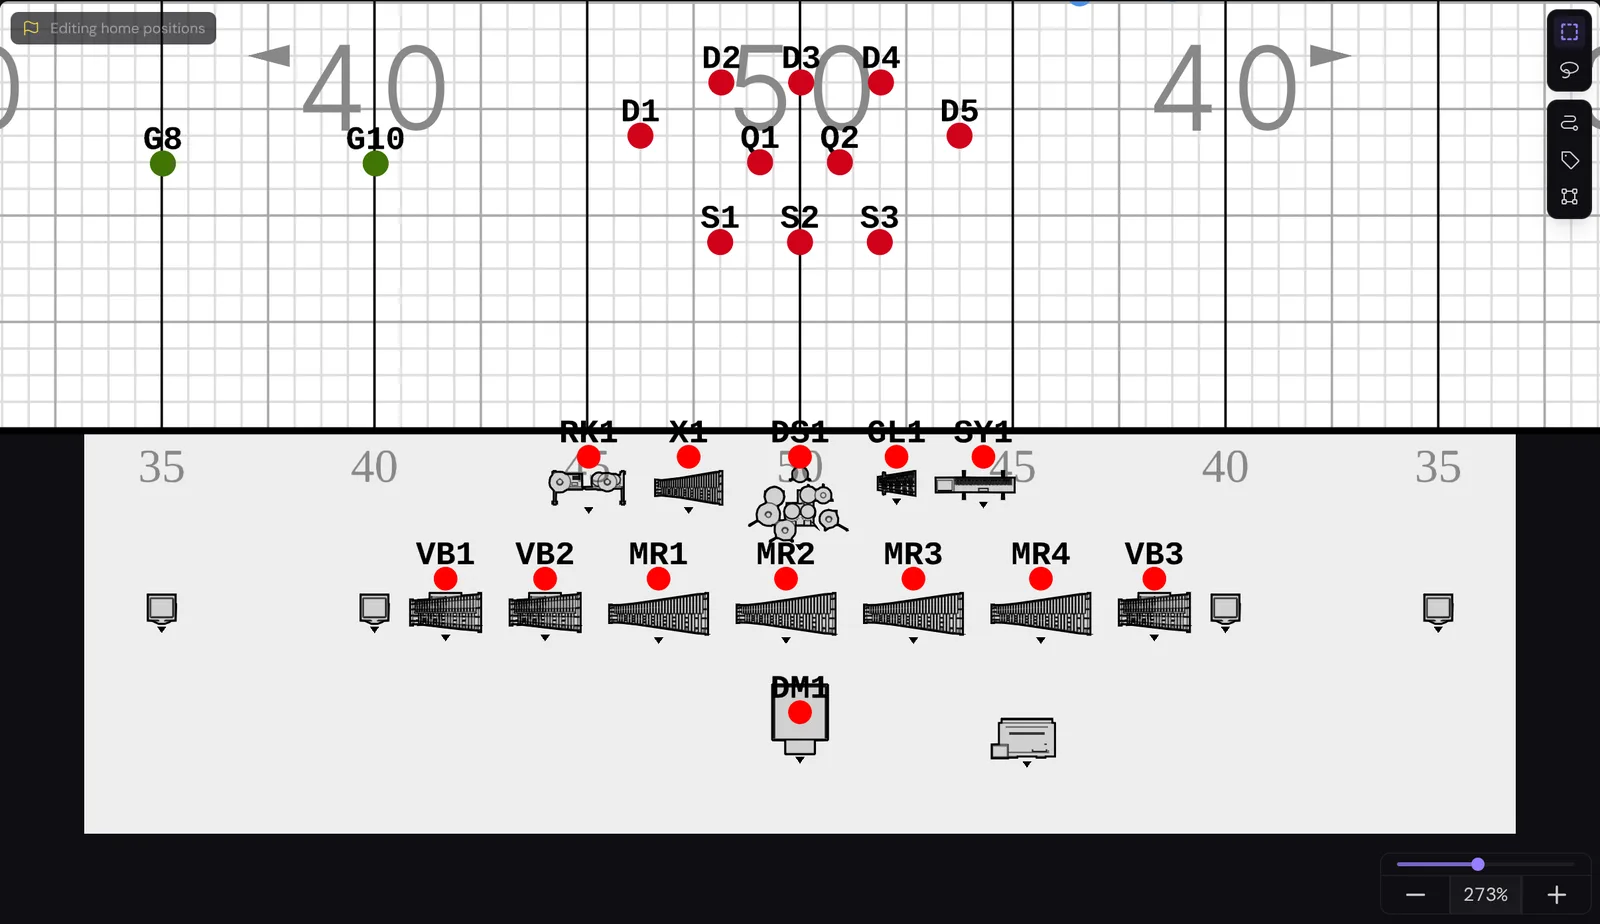 Editing home positions
40
50
40
D2 D3 D4
D1 D5
G8 G10 Q1 Q2
S1 S2 S3
RK1 X1 DS1 GL1 SY1
35 40 45 50 45 40 35
VB1 VB2 MR1 MR2 MR3 MR4 VB3
DM1
273%